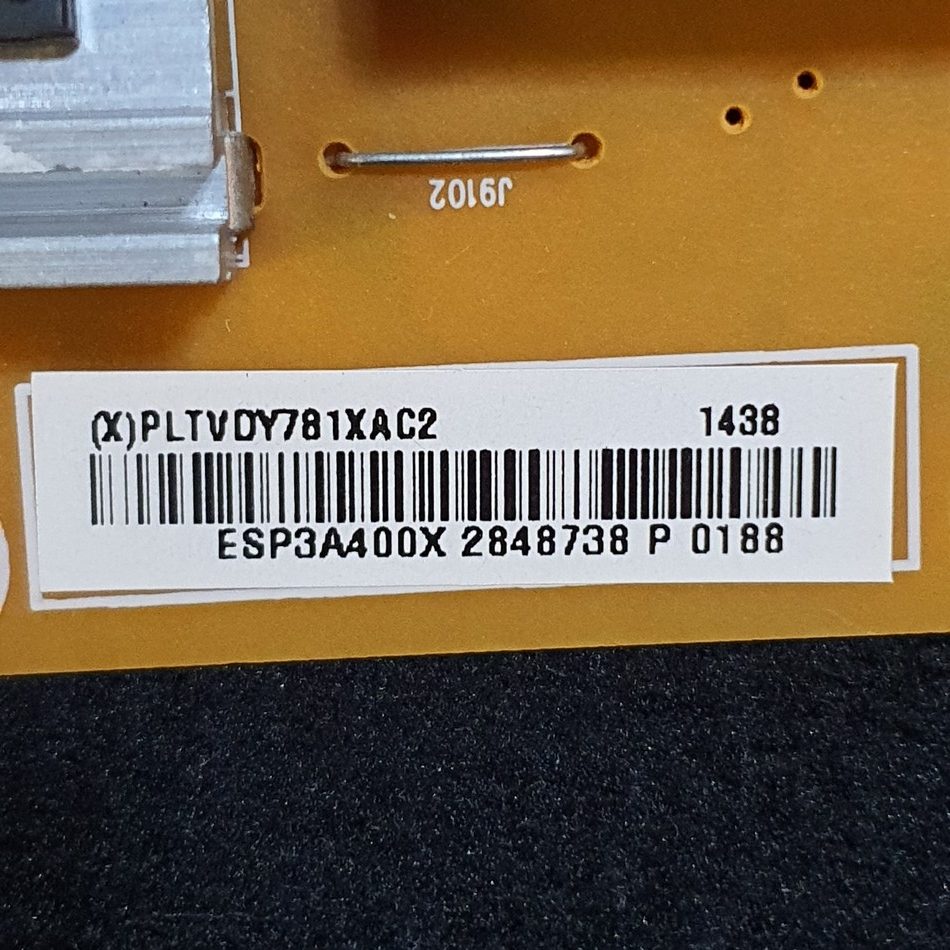 J9102
(X)PLTVDY781XAC2 1438
ESP3A400X 2848738 P 0188